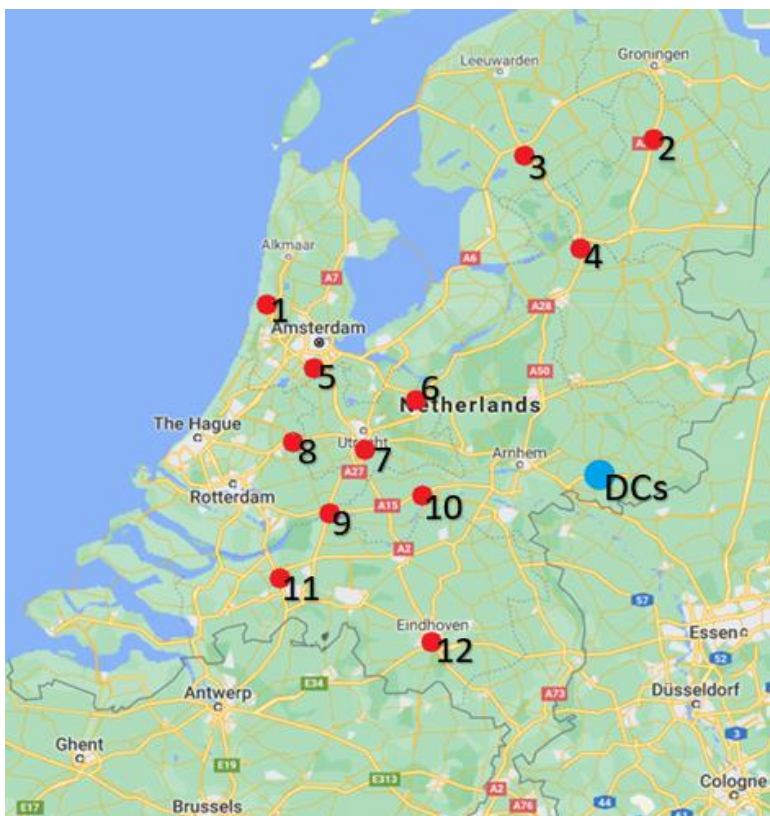 Groningen
Leeuwarden
2
A28
3
Alkmaar
4
A6
A7
1
A28
Amsterdam
5
A50
6
Netherlands
The Hague
8
Utrecht
7
Arnhem
DCs
A27
Rotterdam
A15
10
9
A2
11
57
Eindhoven
12
Essen
52
E34
Antwerp
A73
Düsseldorf
3
Ghent
E19
E313
A2
Cologne
E17
Brussels
A76
44